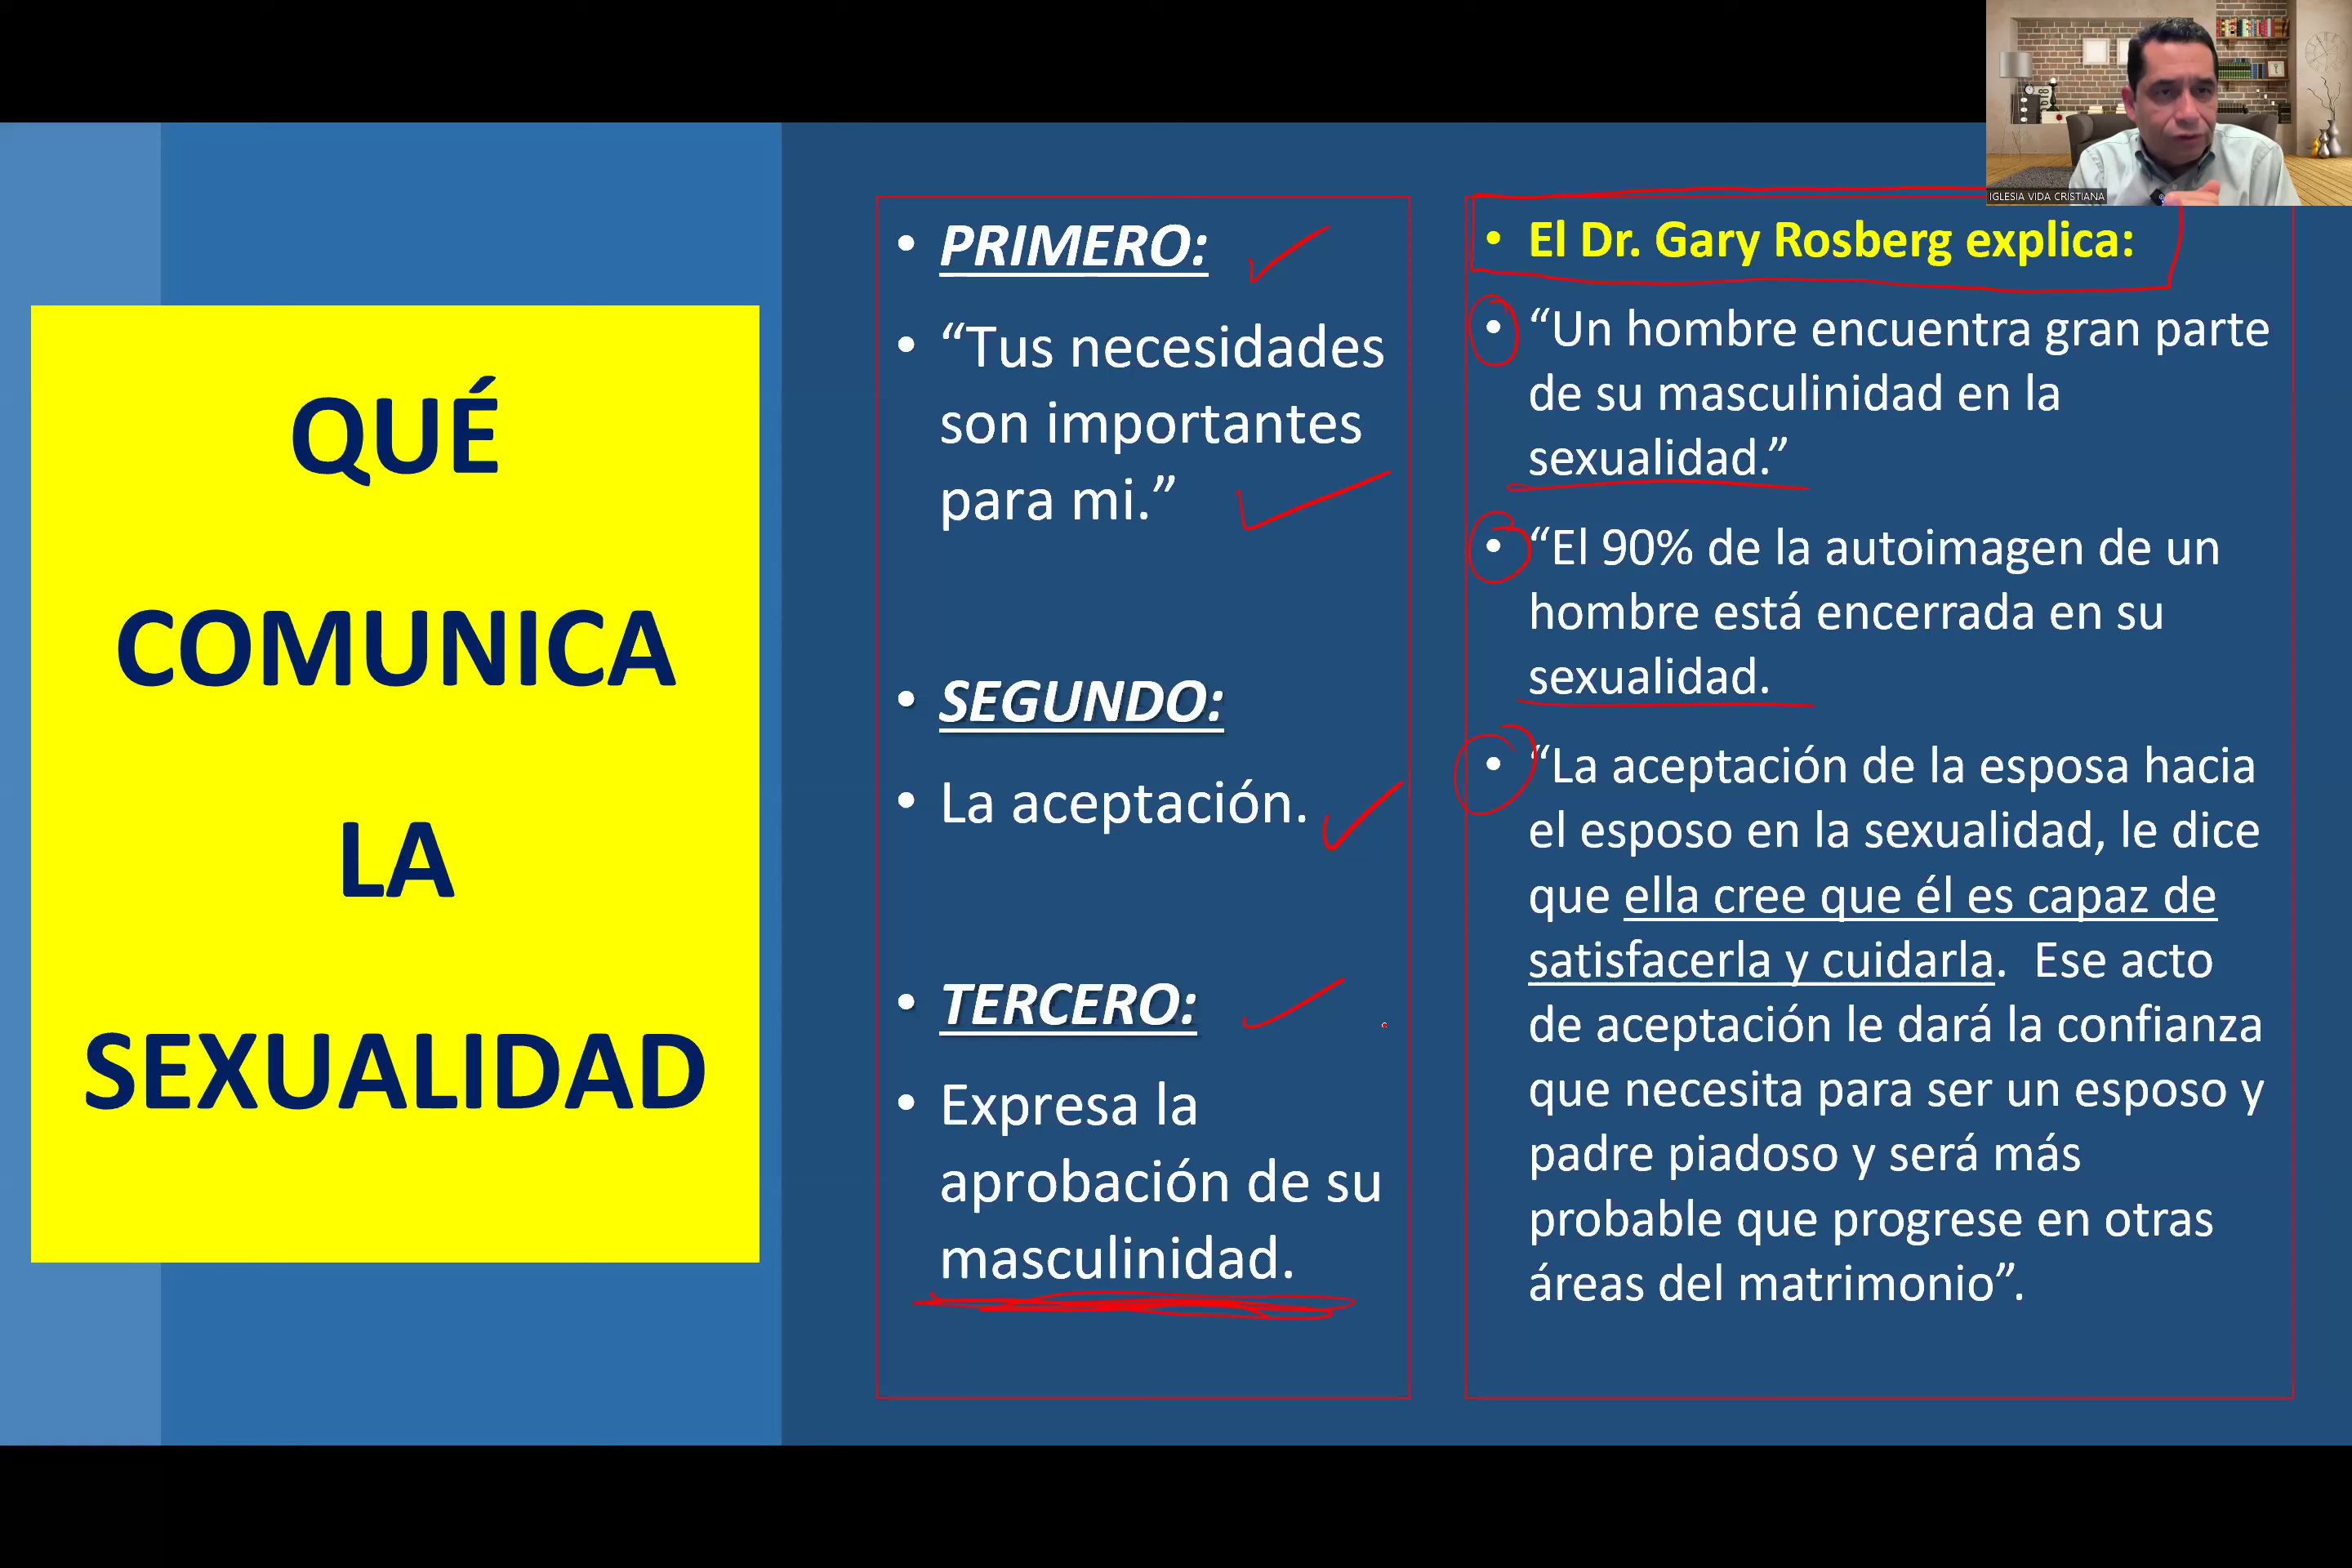 IGLESIA VIDA CRISTIANA
QUÉ
COMUNICA
LA
SEXUALIDAD
• PRIMERO:
• “Tus necesidades
son importantes
para mi.”
• SEGUNDO:
• La aceptación.
• TERCERO:
• Expresa la
aprobación de su
masculinidad.
• El Dr. Gary Rosberg explica:
• “Un hombre encuentra gran parte
de su masculinidad en la
sexualidad.”
• “El 90% de la autoimagen de un
hombre está encerrada en su
sexualidad.
• “La aceptación de la esposa hacia
el esposo en la sexualidad, le dice
que ella cree que él es capaz de
satisfacerla y cuidarla. Ese acto
de aceptación le dará la confianza
que necesita para ser un esposo y
padre piadoso y será más
probable que progrese en otras
áreas del matrimonio”.